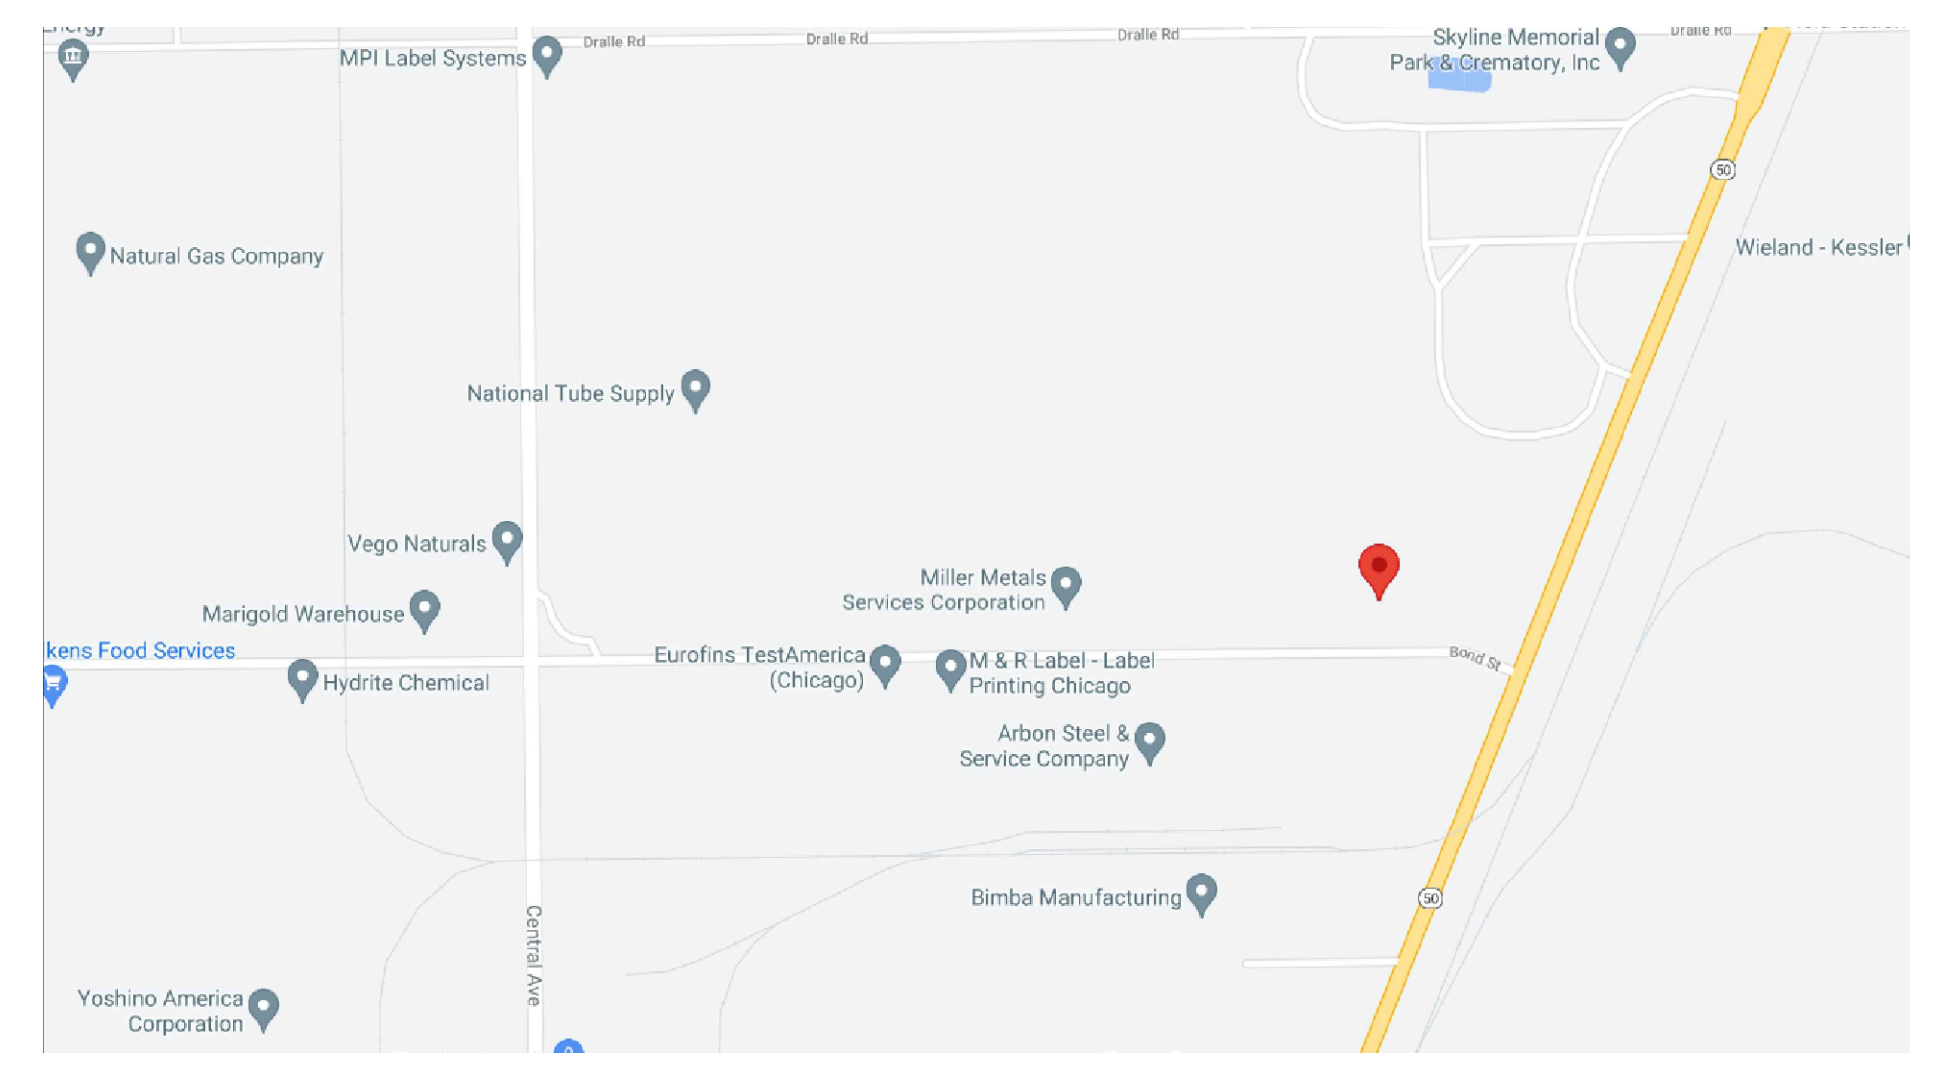 Energy
MPI Label Systems
Dralle Rd
Dralle Rd
Dralle Rd
Skyline Memorial
Park & Crematory, Inc
Dralle Rd
50
Natural Gas Company
Wieland - Kessler
National Tube Supply
Vego Naturals
Miller Metals
Services Corporation
Marigold Warehouse
kens Food Services
Hydrite Chemical
Eurofins TestAmerica
(Chicago)
M & R Label - Label
Printing Chicago
Bond St
Arbon Steel &
Service Company
Bimba Manufacturing
50
Central Ave
Yoshino America
Corporation